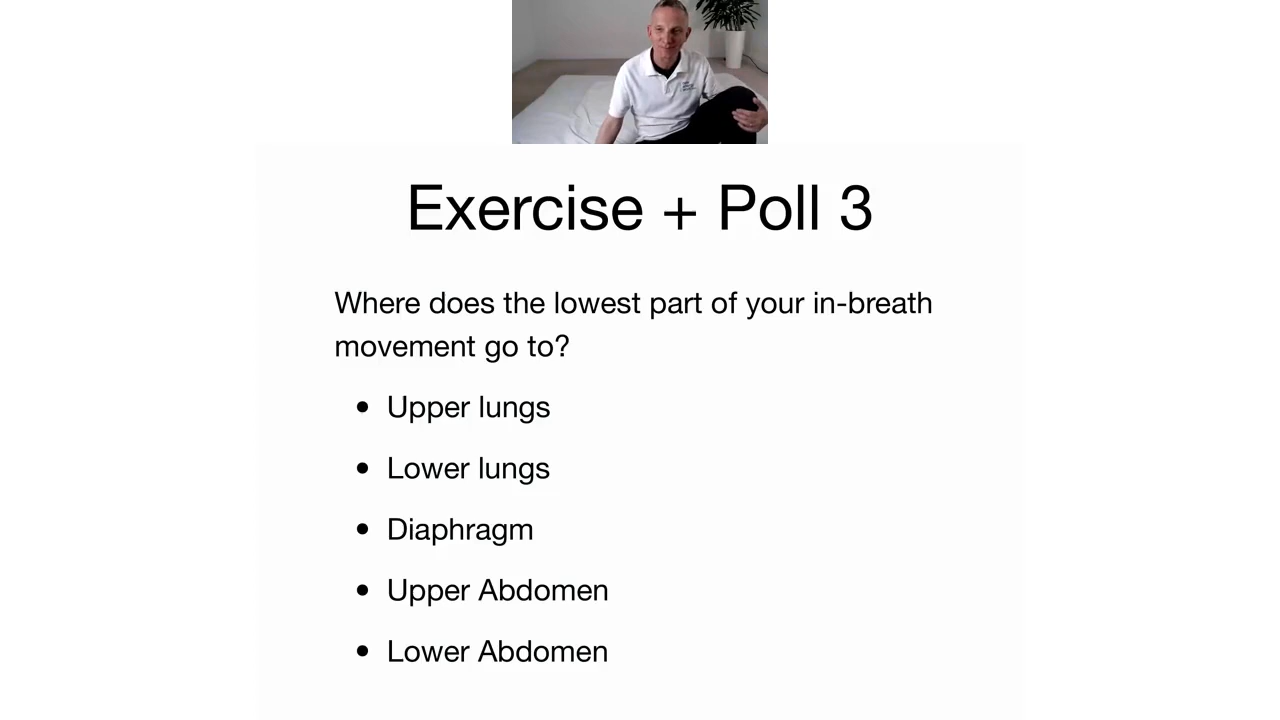 Exercise + Poll 3
Where does the lowest part of your in-breath
movement go to?
• Upper lungs
• Lower lungs
• Diaphragm
• Upper Abdomen
• Lower Abdomen